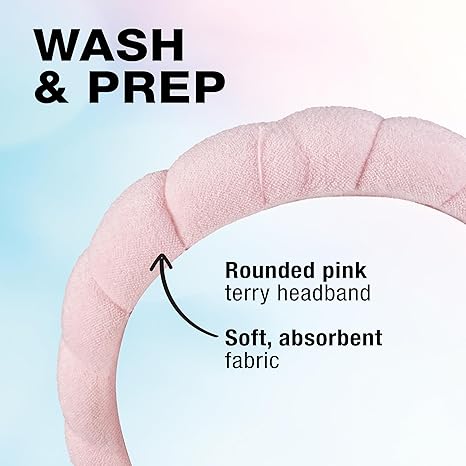 WASH
& PREP
Rounded pink
terry headband
Soft, absorbent
fabric